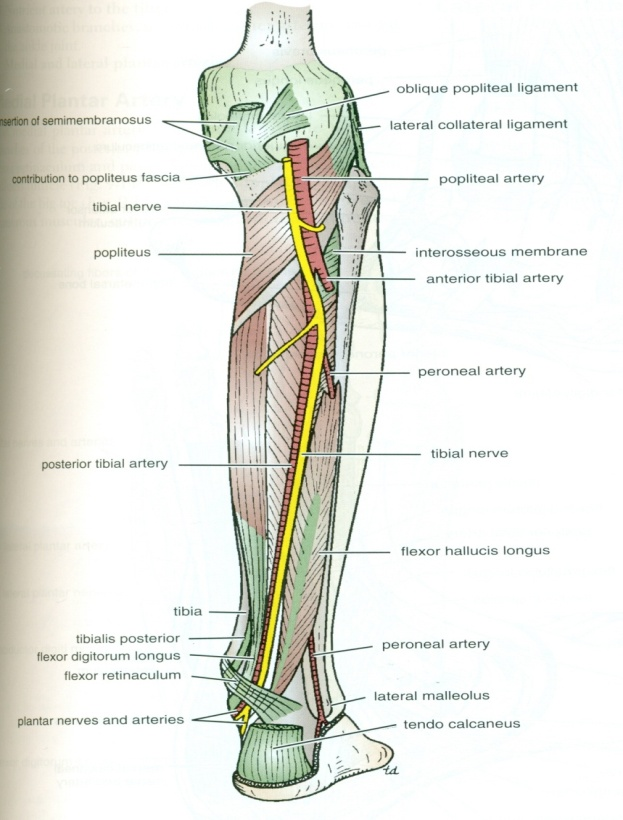 oblique popliteal ligament
insertion of semimembranosus
lateral collateral ligament
contribution to popliteus fascia
popliteal artery
tibial nerve
popliteus
interosseous membrane
anterior tibial artery
peroneal artery
posterior tibial artery
tibial nerve
flexor hallucis longus
tibia
tibialis posterior
peroneal artery
flexor digitorum longus
flexor retinaculum
lateral malleolus
plantar nerves and arteries
tendo calcaneus
td